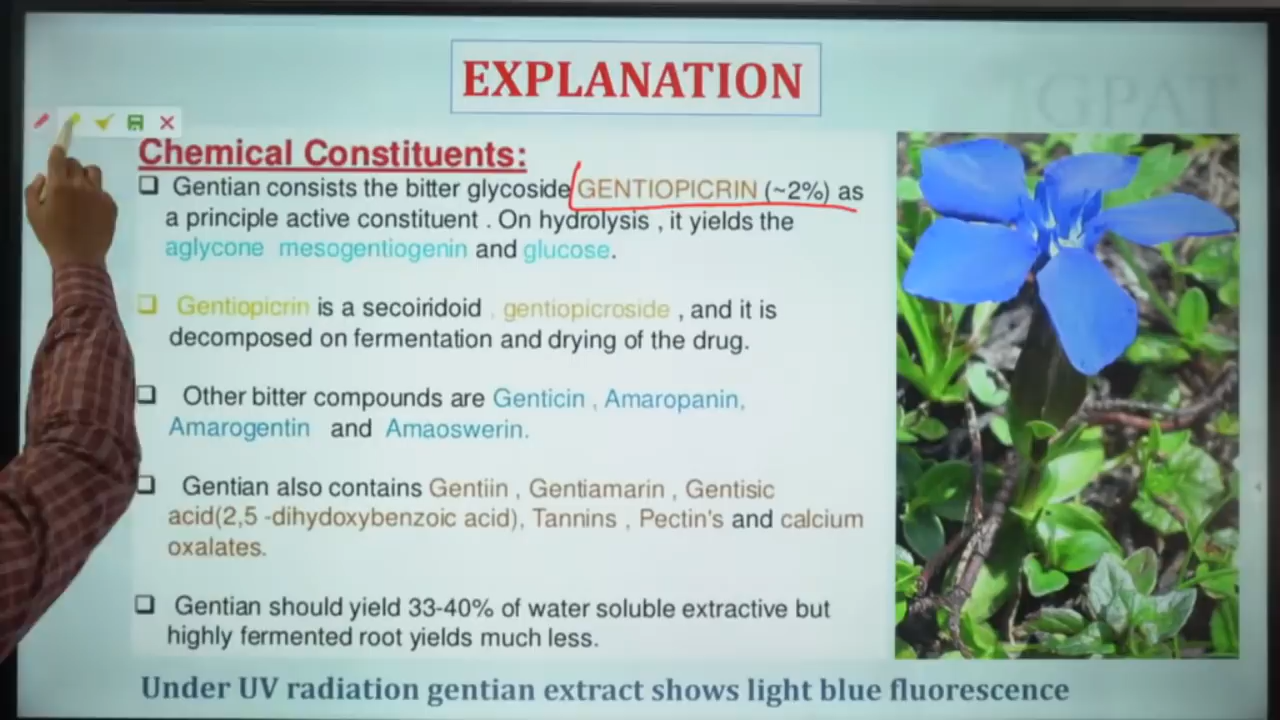 EXPLANATION
GPAT
Chemical Constituents:
Gentian consists the bitter glycoside GENTIOPICRIN (~2%) as
a principle active constituent . On hydrolysis , it yields the
aglycone mesogentiogenin and glucose.
Gentiopicrin is a secoiridoid , gentiopicroside , and it is
decomposed on fermentation and drying of the drug.
Other bitter compounds are Genticin , Amaropanin,
Amarogentin and Amaoswerin.
Gentian also contains Gentiin , Gentiamarin , Gentisic
acid(2,5 -dihydoxybenzoic acid), Tannins , Pectin's and calcium
oxalates.
Gentian should yield 33-40% of water soluble extractive but
highly fermented root yields much less.
Under UV radiation gentian extract shows light blue fluorescence